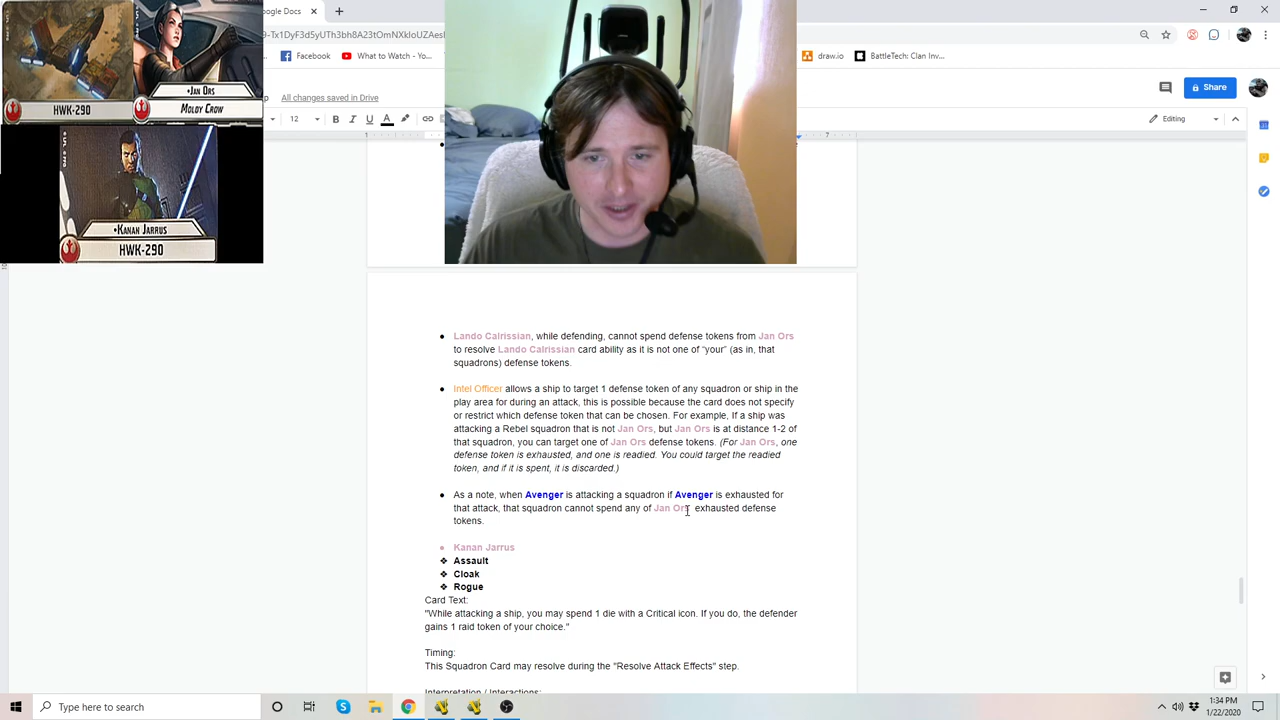 gle Docs
-Tx1DyF3d5yUTh3bh8A23tOmNXkIoUZAesI
Facebook
What to Watch - Yo...
draw.io
BattleTech: Clan Inv...
All changes saved in Drive
Share
12
B I U A
Editing
HWK-290
•JAN ORS
MOLDY CROW
•KANAN JARRUS
HWK-290
• Lando Calrissian, while defending, cannot spend defense tokens from Jan Ors
to resolve Lando Calrissian card ability as it is not one of “your” (as in, that
squadrons) defense tokens.
• Intel Officer allows a ship to target 1 defense token of any squadron or ship in the
play area for during an attack, this is possible because the card does not specify
or restrict which defense token that can be chosen. For example, If a ship was
attacking a Rebel squadron that is not Jan Ors, but Jan Ors is at distance 1-2 of
that squadron, you can target one of Jan Ors defense tokens. (For Jan Ors, one
defense token is exhausted, and one is readied. You could target the readied
token, and if it is spent, it is discarded.)
• As a note, when Avenger is attacking a squadron if Avenger is exhausted for
that attack, that squadron cannot spend any of Jan Ors exhausted defense
tokens.
• Kanan Jarrus
❖ Assault
❖ Cloak
❖ Rogue
Card Text:
"While attacking a ship, you may spend 1 die with a Critical icon. If you do, the defender
gains 1 raid token of your choice."
Timing:
This Squadron Card may resolve during the "Resolve Attack Effects" step.
Interpretation / Interactions:
Type here to search
1:34 PM
1/22/2020